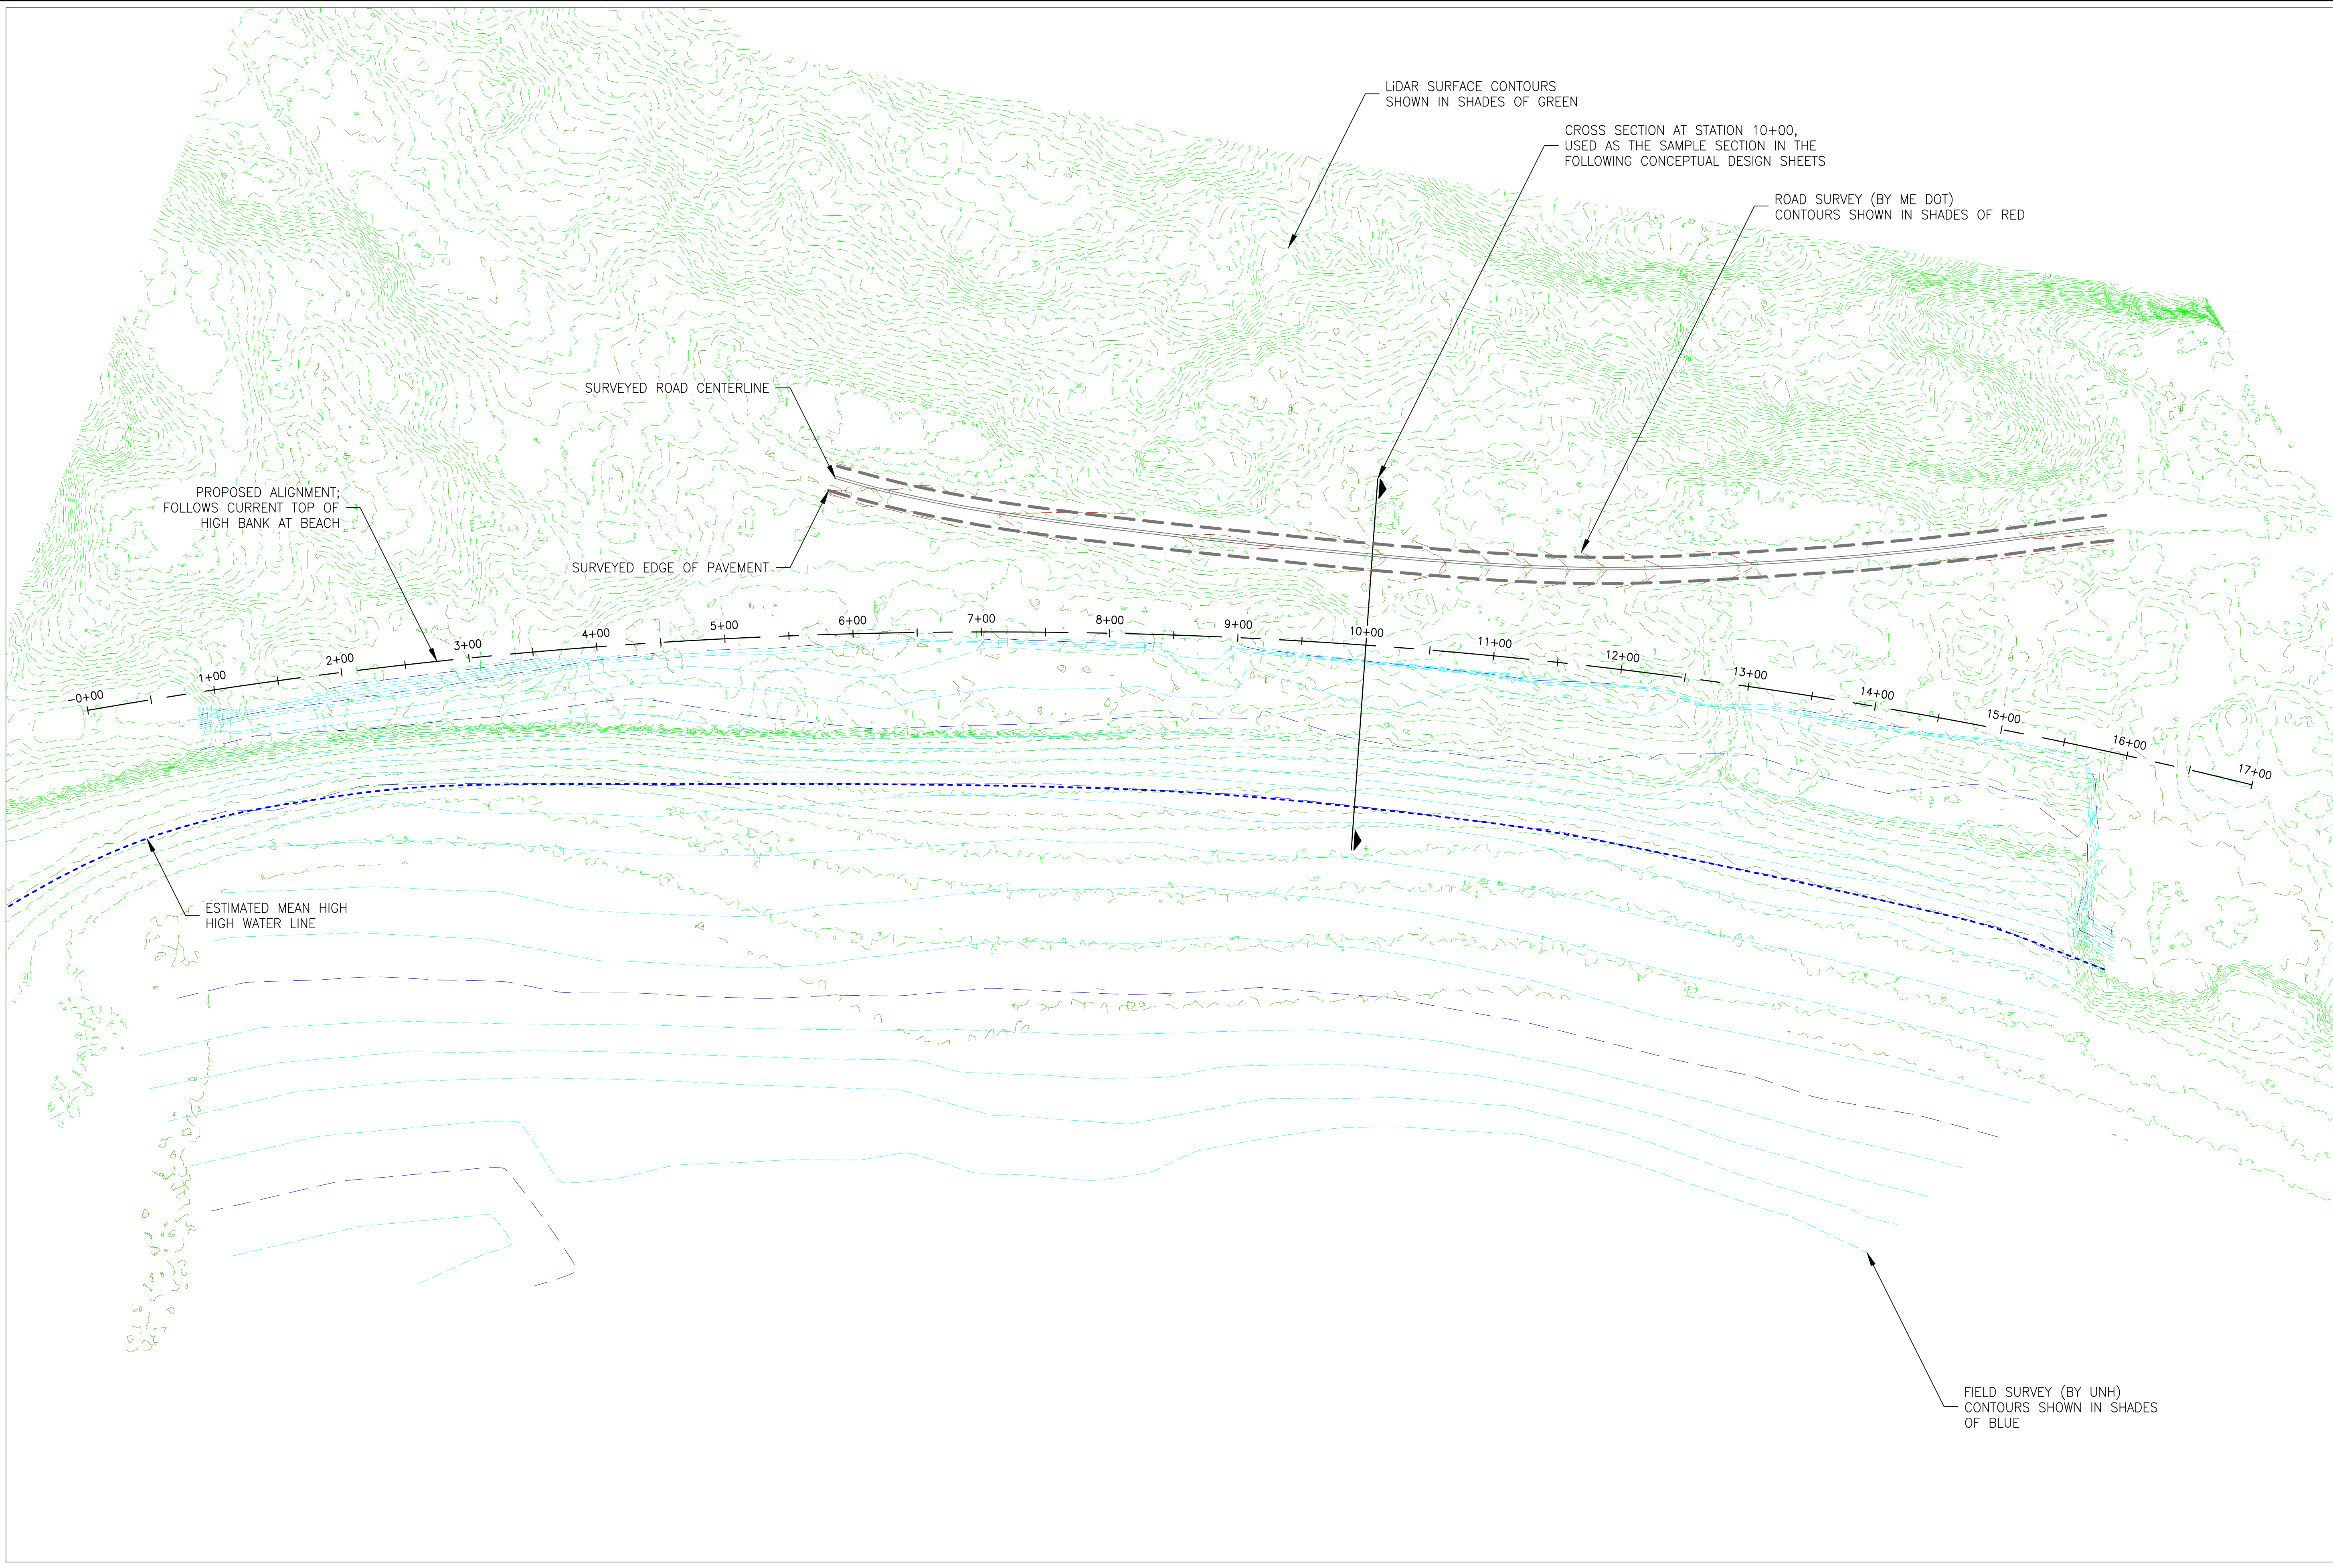 LiDAR SURFACE CONTOURS
SHOWN IN SHADES OF GREEN
CROSS SECTION AT STATION 10+00,
USED AS THE SAMPLE SECTION IN THE
FOLLOWING CONCEPTUAL DESIGN SHEETS
ROAD SURVEY (BY ME DOT)
CONTOURS SHOWN IN SHADES OF RED
SURVEYED ROAD CENTERLINE
PROPOSED ALIGNMENT;
FOLLOWS CURRENT TOP OF
HIGH BANK AT BEACH
SURVEYED EDGE OF PAVEMENT
-0+00
1+00
2+00
3+00
4+00
5+00
6+00
7+00
8+00
9+00
10+00
11+00
12+00
13+00
14+00
15+00
16+00
17+00
ESTIMATED MEAN HIGH
HIGH WATER LINE
FIELD SURVEY (BY UNH)
CONTOURS SHOWN IN SHADES
OF BLUE